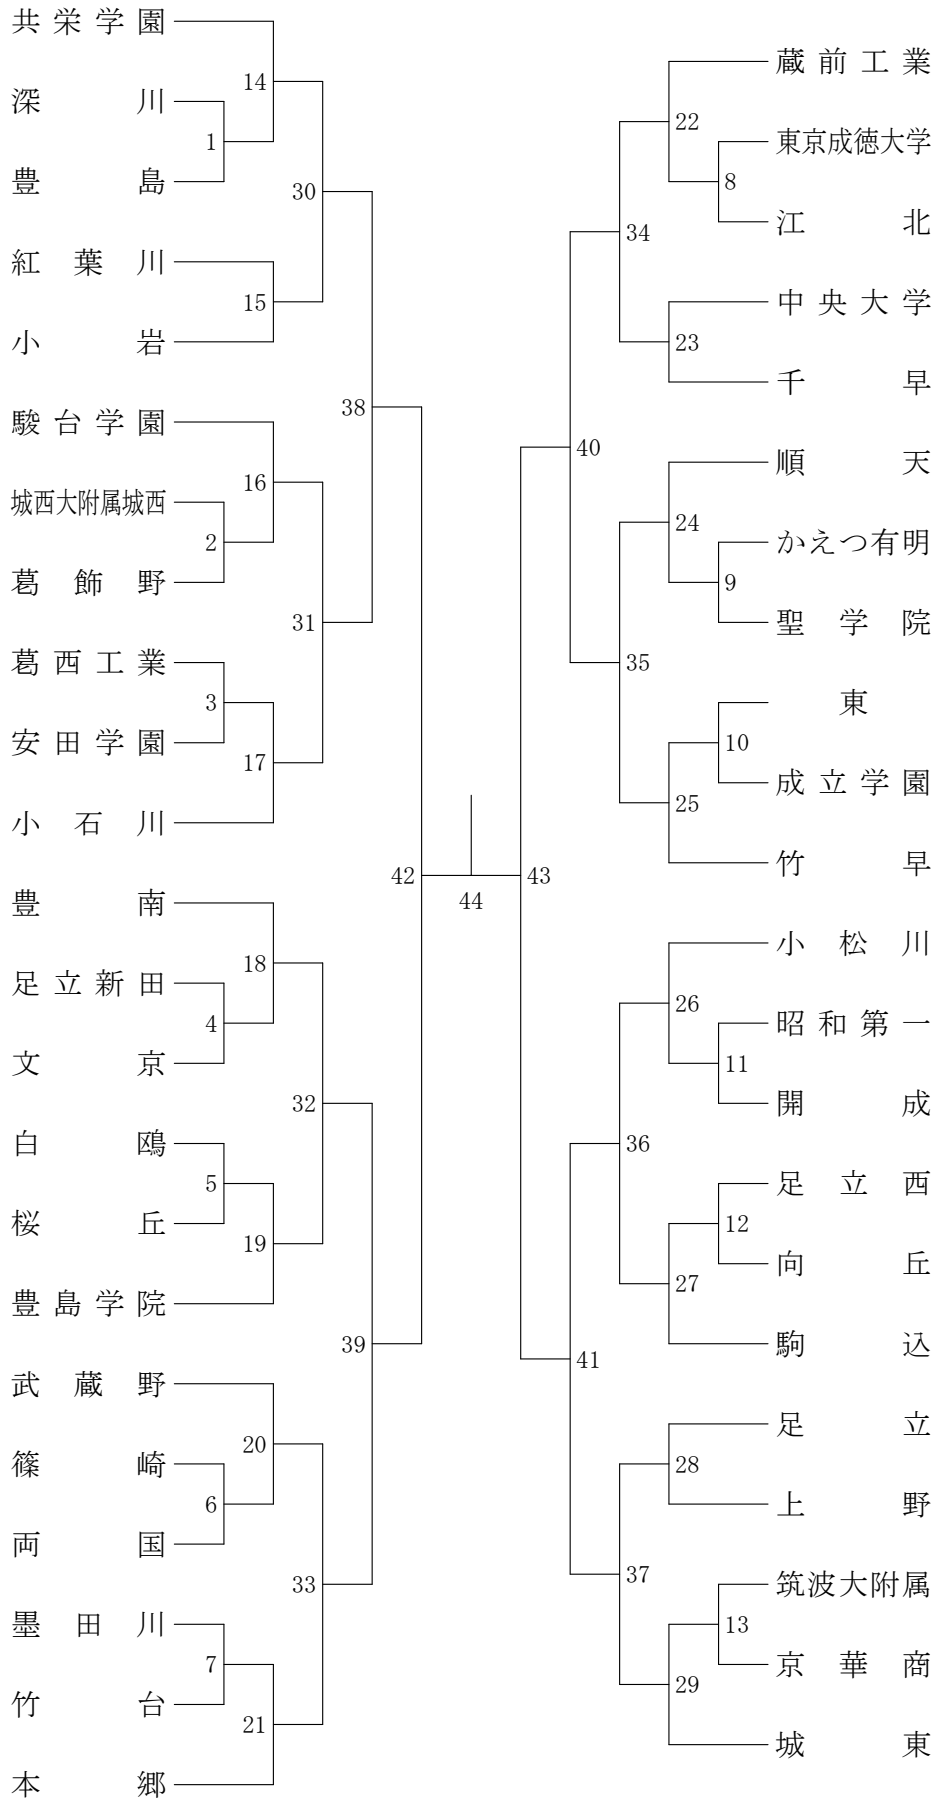 共栄学園
深川
豊島
紅葉川
小岩
駿台学園
城西大附属城西
葛飾野
葛西工業
安田学園
小石川
豊南
足立新田
文京
白鴎
桜丘
豊島学院
武蔵野
篠崎
両国
墨田川
竹台
本郷
14
1
30
15
38
16
2
31
3
17
42
18
4
32
5
19
39
20
6
33
7
21
44
43
22
8
34
23
40
24
9
35
10
25
26
11
36
12
27
41
28
37
13
29
蔵前工業
東京成徳大学
江北
中央大学
千早
順天
かえつ有明
聖学院
東
成立学園
竹早
小松川
昭和第一
開成
足立西
向丘
駒込
足立
上野
筑波大附属
京華商
城東